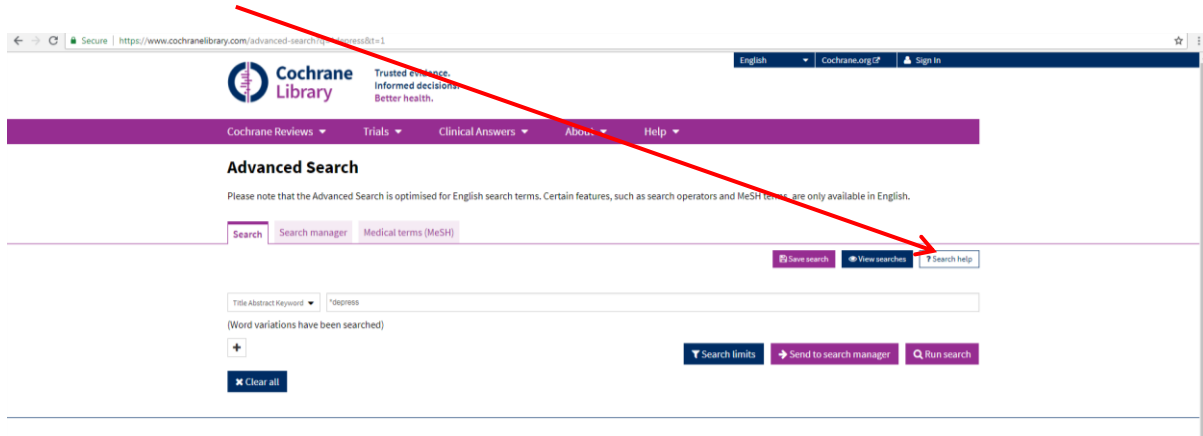 Secure | https://www.cochranelibrary.com/advanced-search?q=*depress&t=1
English Cochrane.org Sign In
Cochrane
Library
Trusted evidence.
Informed decisions.
Better health.
Cochrane Reviews Trials Clinical Answers About Help
Advanced Search
Please note that the Advanced Search is optimised for English search terms. Certain features, such as search operators and MeSH terms, are only available in English.
Search Search manager Medical terms (MeSH)
Save search View searches ? Search help
Title Abstract Keyword *depress
(Word variations have been searched)
+
Search limits Send to search manager Run search
Clear all